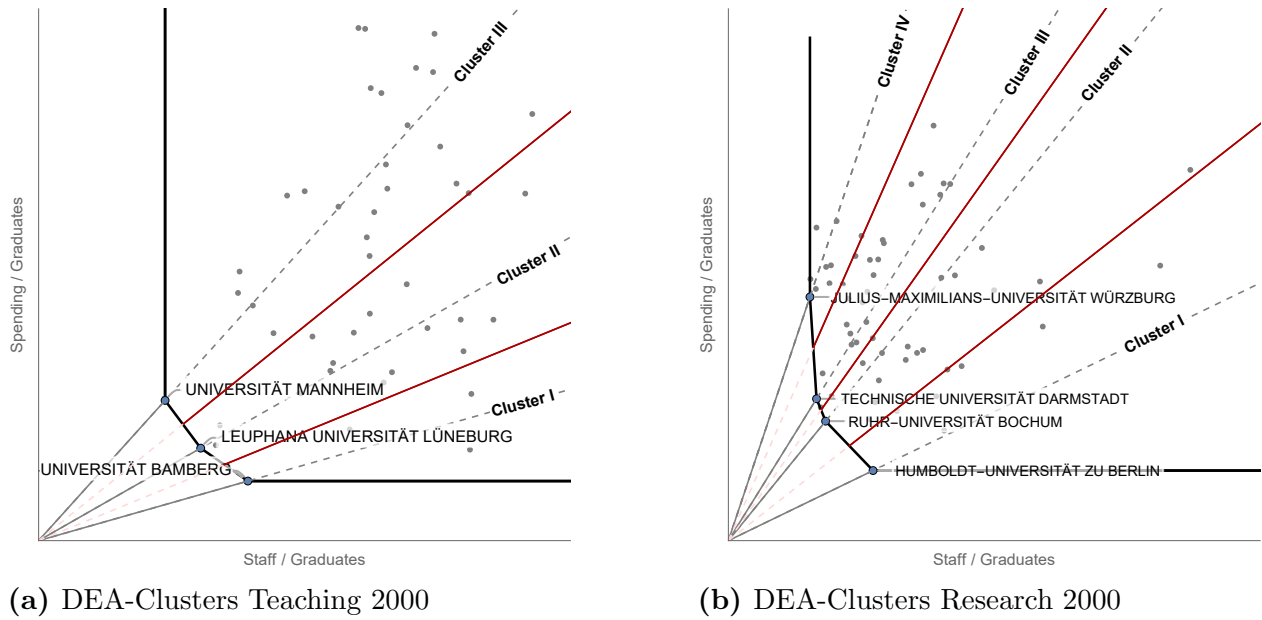 Cluster III
Cluster II
Cluster I
UNIVERSITÄT MANNHEIM
LEUPHANA UNIVERSITÄT LÜNEBURG
UNIVERSITÄT BAMBERG
Spending / Graduates
Staff / Graduates
(a) DEA-Clusters Teaching 2000
Cluster IV
Cluster III
Cluster II
Cluster I
JULIUS−MAXIMILIANS−UNIVERSITÄT WÜRZBURG
TECHNISCHE UNIVERSITÄT DARMSTADT
RUHR−UNIVERSITÄT BOCHUM
HUMBOLDT−UNIVERSITÄT ZU BERLIN
Spending / Graduates
Staff / Graduates
(b) DEA-Clusters Research 2000